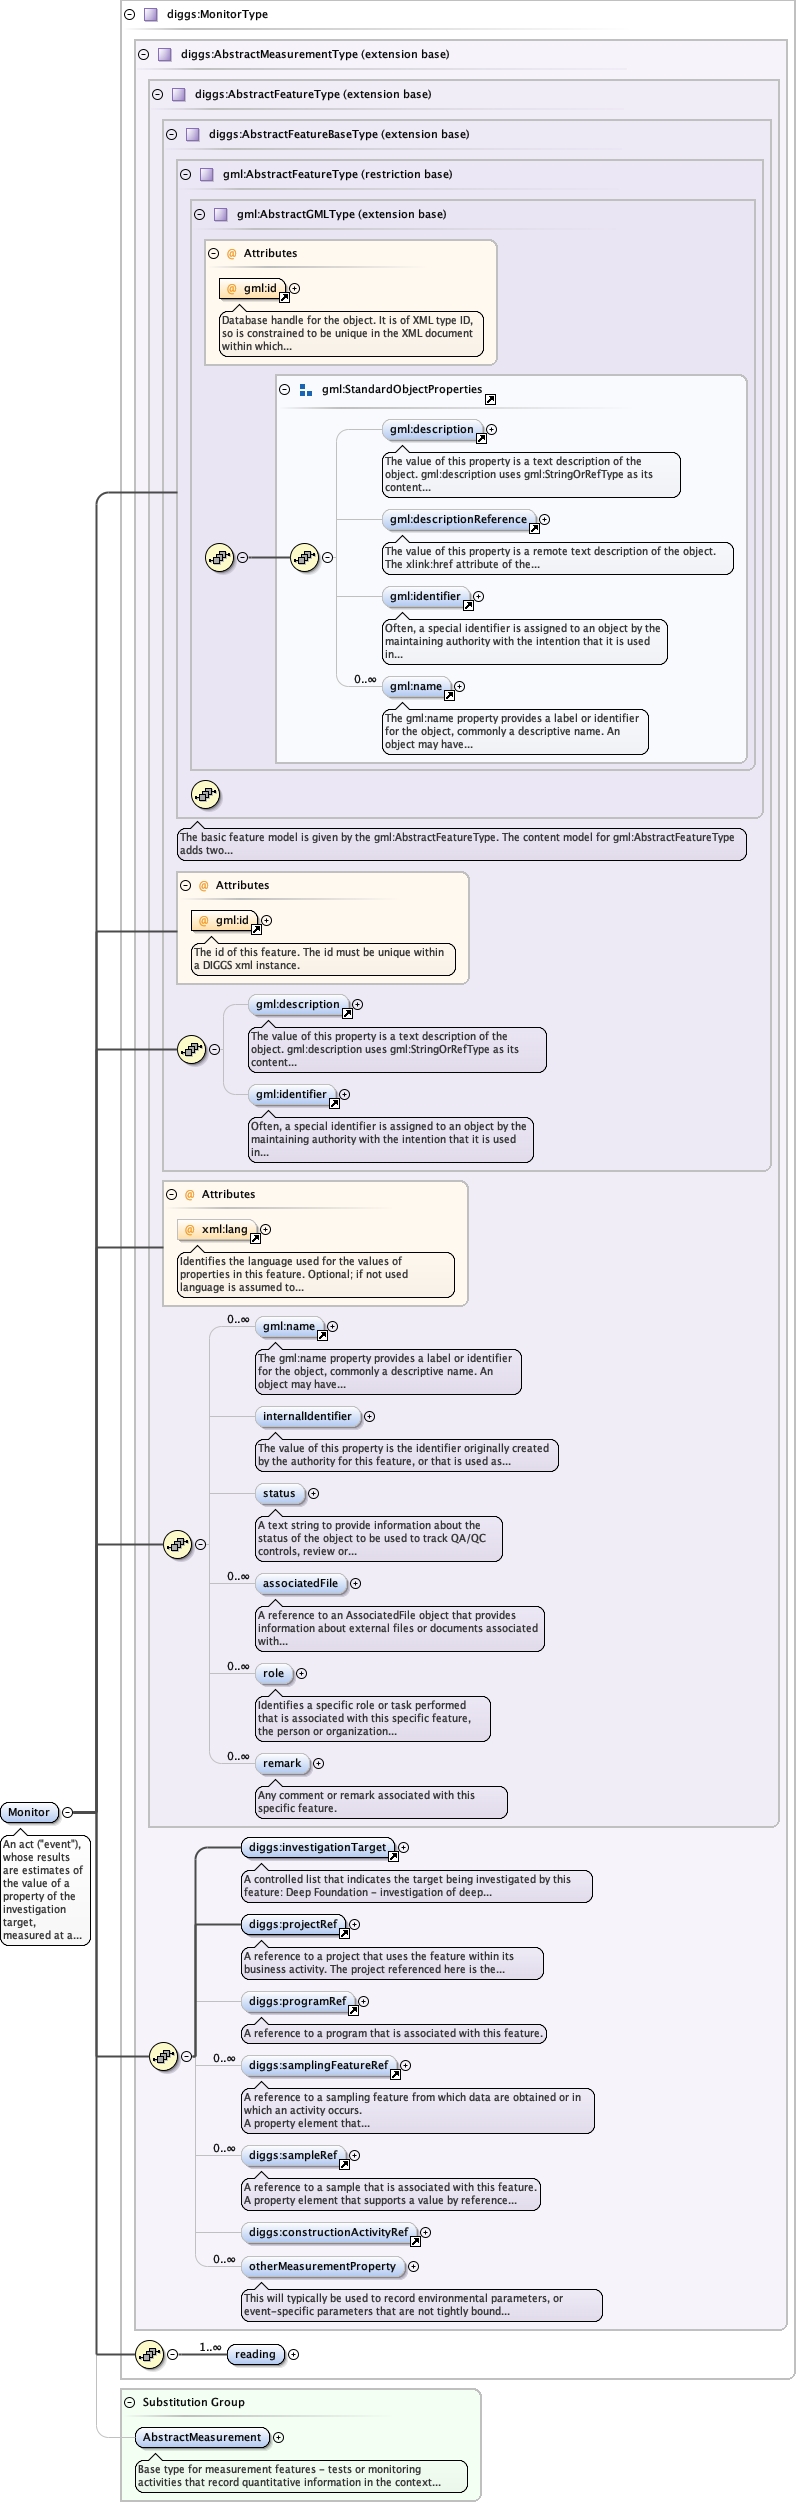 diggs:MonitorType
diggs:AbstractMeasurementType (extension base)
diggs:AbstractFeatureType (extension base)
diggs:AbstractFeatureBaseType (extension base)
gml:AbstractFeatureType (restriction base)
gml:AbstractGMLType (extension base)
@ Attributes
@ gml:id
Database handle for the object. It is of XML type ID,
so is constrained to be unique in the XML document
within which...
gml:StandardObjectProperties
gml:description
The value of this property is a text description of the
object. gml:description uses gml:StringOrRefType as its
content...
gml:descriptionReference
The value of this property is a remote text description of the object.
The xlink:href attribute of the...
gml:identifier
Often, a special identifier is assigned to an object by the
maintaining authority with the intention that it is used
in...
0..∞
gml:name
The gml:name property provides a label or identifier
for the object, commonly a descriptive name. An
object may have...
The basic feature model is given by the gml:AbstractFeatureType. The content model for gml:AbstractFeatureType
adds two...
@ Attributes
@ gml:id
The id of this feature. The id must be unique within
a DIGGS xml instance.
gml:description
The value of this property is a text description of the
object. gml:description uses gml:StringOrRefType as its
content...
gml:identifier
Often, a special identifier is assigned to an object by the
maintaining authority with the intention that it is used
in...
@ Attributes
@ xml:lang
Identifies the language used for the values of
properties in this feature. Optional; if not used
language is assumed to...
0..∞
gml:name
The gml:name property provides a label or identifier
for the object, commonly a descriptive name. An
object may have...
internalIdentifier
The value of this property is the identifier originally created
by the authority for this feature, or that is used as...
status
A text string to provide information about the
status of the object to be used to track QA/QC
controls, review or...
0..∞
associatedFile
A reference to an AssociatedFile object that provides
information about external files or documents associated
with...
0..∞
role
Identifies a specific role or task performed
that is associated with this specific feature,
the person or organization...
0..∞
remark
Any comment or remark associated with this
specific feature.
Monitor
An act ("event"),
whose results
are estimates of
the value of a
property of the
investigation
target,
measured at a...
diggs:investigationTarget
A controlled list that indicates the target being investigated by this
feature: Deep Foundation - investigation of deep...
diggs:projectRef
A reference to a project that uses the feature within its
business activity. The project referenced here is the...
diggs:programRef
A reference to a program that is associated with this feature.
0..∞
diggs:samplingFeatureRef
A reference to a sampling feature from which data are obtained or in
which an activity occurs.
A property element that...
0..∞
diggs:sampleRef
A reference to a sample that is associated with this feature.
A property element that supports a value by reference...
diggs:constructionActivityRef
0..∞
otherMeasurementProperty
This will typically be used to record environmental parameters, or
event-specific parameters that are not tightly bound...
1..∞
reading
Substitution Group
AbstractMeasurement
Base type for measurement features - tests or monitoring
activities that record quantitative information in the context...